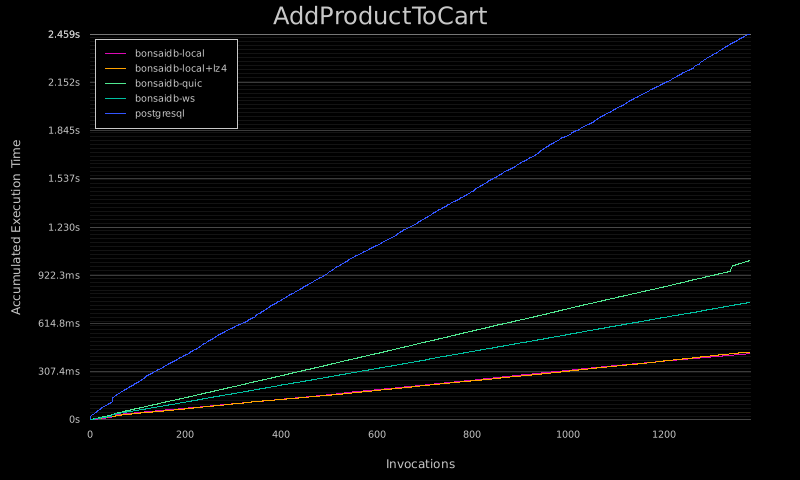 AddProductToCart
2.459s
bonsaidb-local
bonsaidb-local+lz4
2.152s
bonsaidb-quic
bonsaidb-ws
postgresql
1.845s
1.537s
1.230s
922.3ms
614.8ms
307.4ms
0s
Accumulated Execution Time
0 200 400 600 800 1000 1200
Invocations